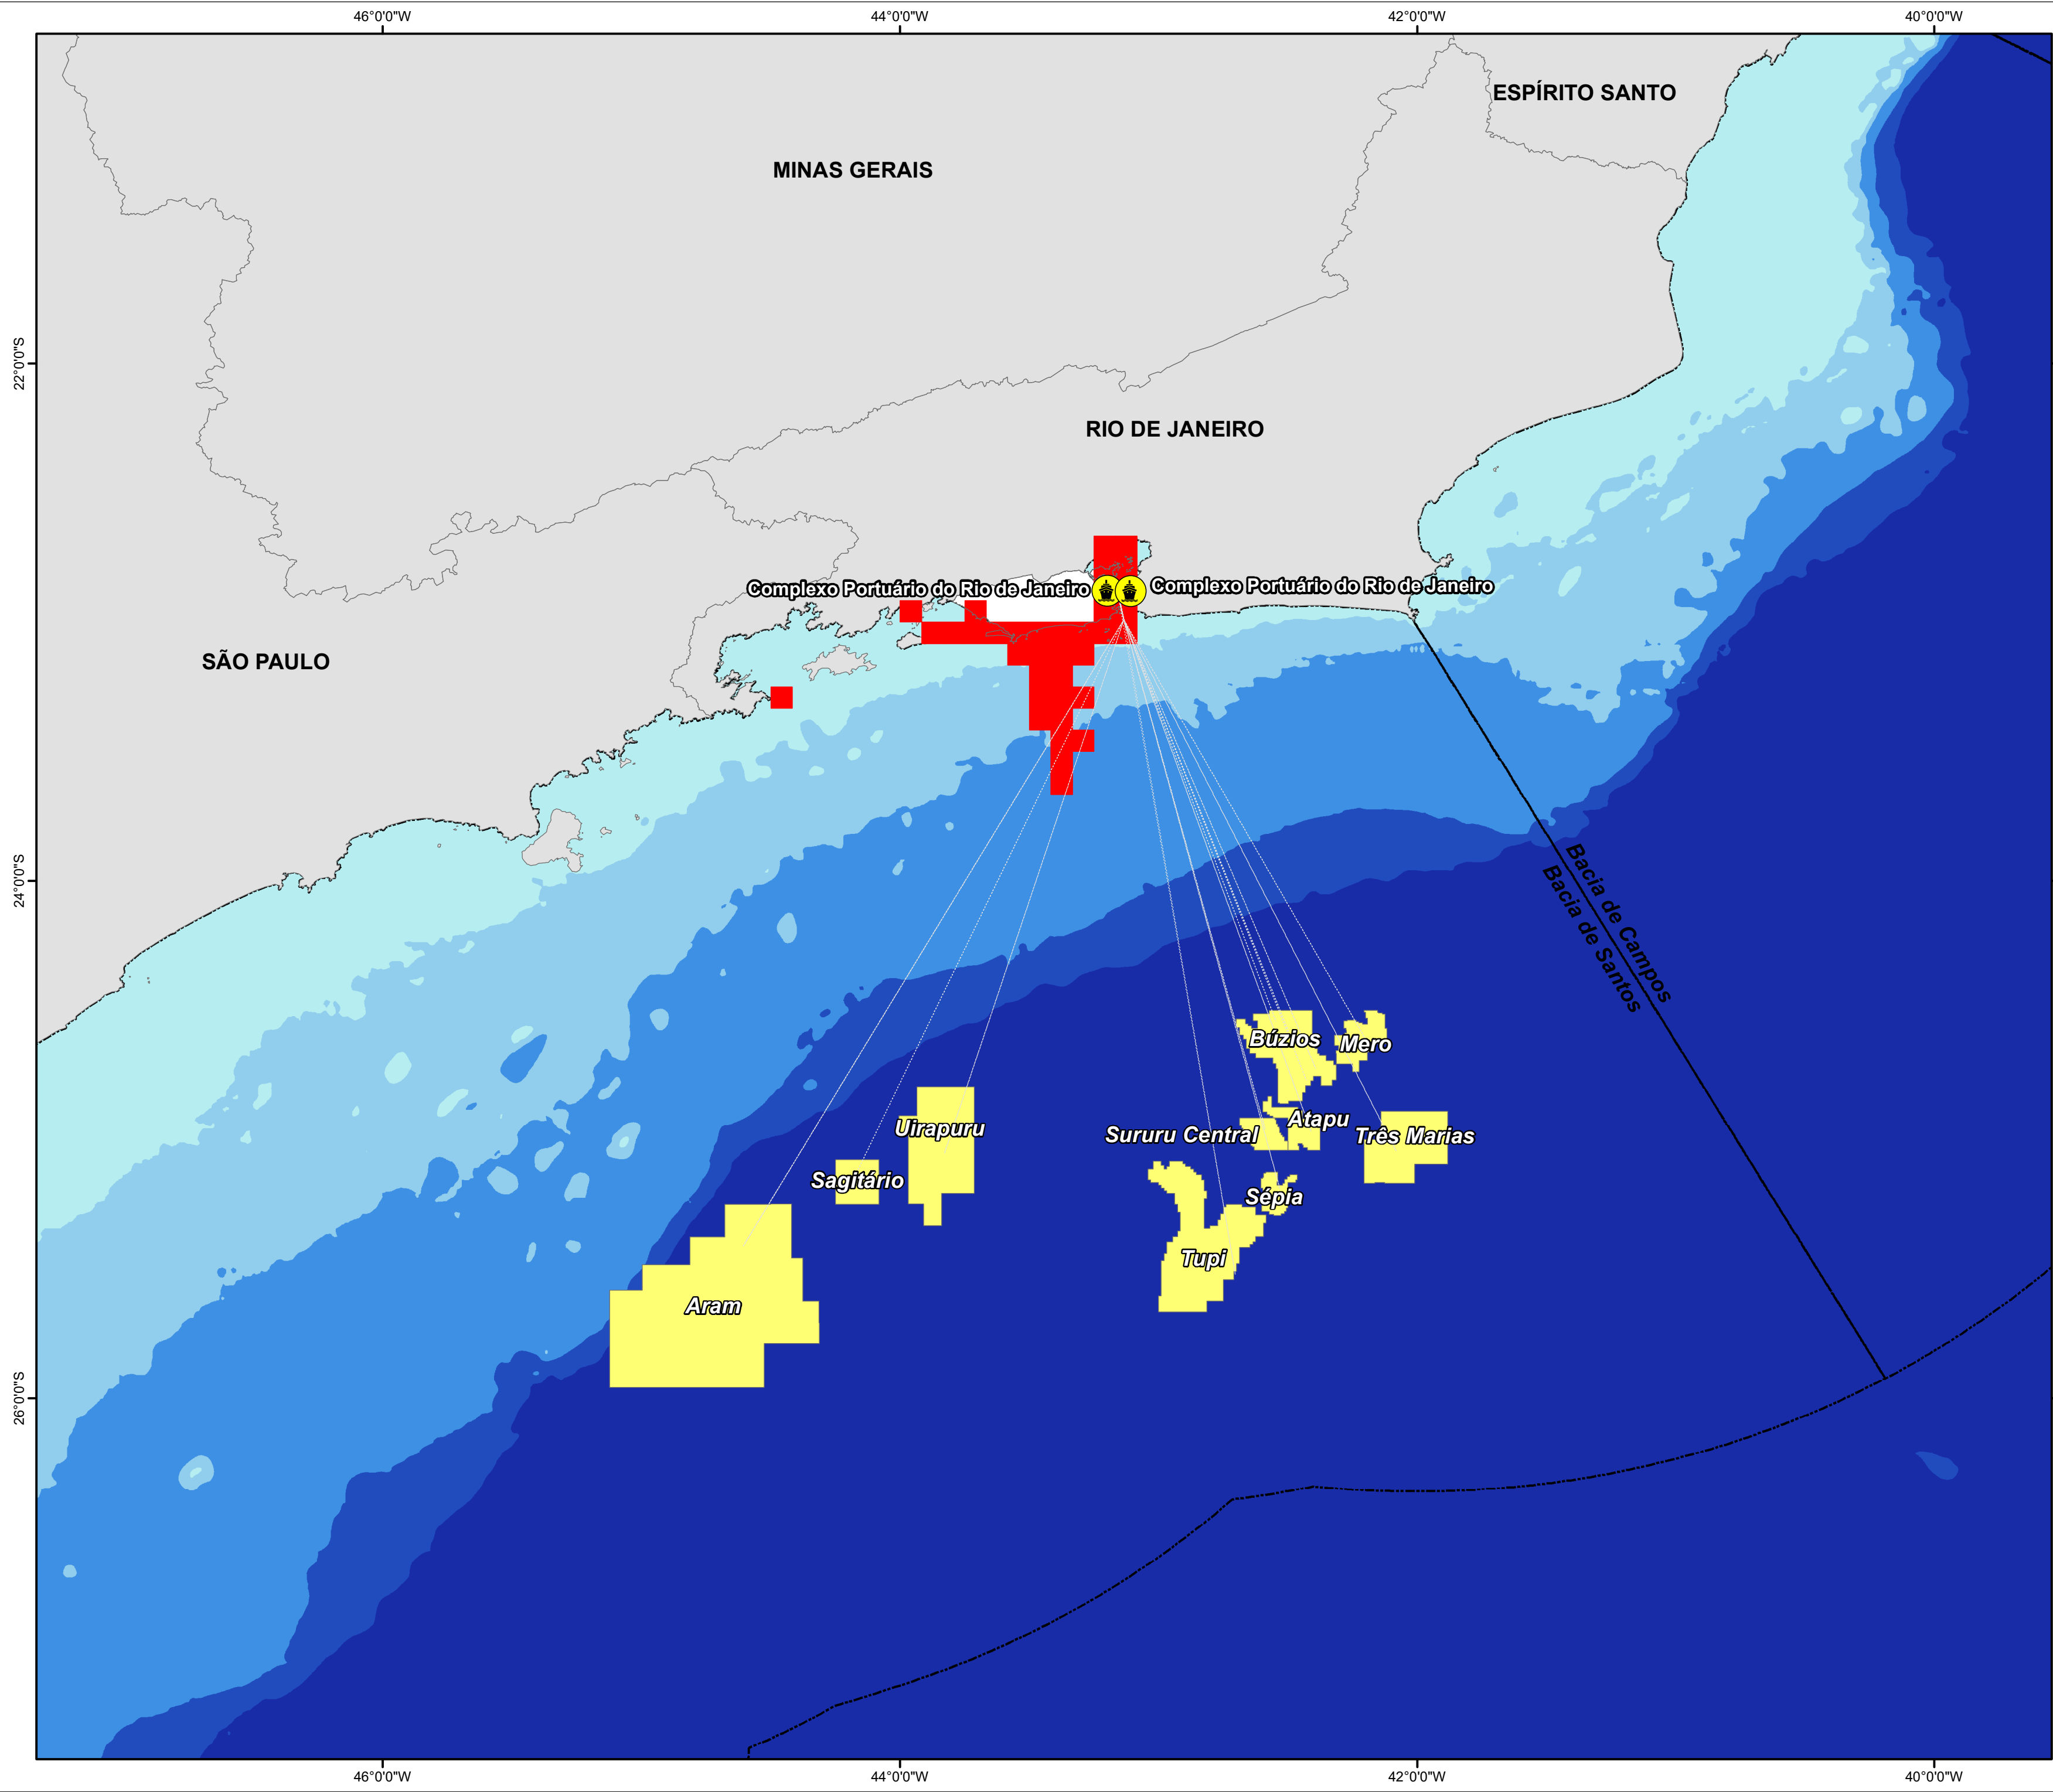 46°0'0"W
44°0'0"W
42°0'0"W
40°0'0"W
ESPÍRITO SANTO
MINAS GERAIS
22°0'0"S
RIO DE JANEIRO
Complexo Portuário do Rio de Janeiro
Complexo Portuário do Rio de Janeiro
SÃO PAULO
24°0'0"S
Bacia de Campos
Bacia de Santos
Búzios
Mero
Atapu
Uirapuru
Sururu Central
Três Marias
Sagitário
Sépia
Tupi
Aram
26°0'0"S
46°0'0"W
44°0'0"W
42°0'0"W
40°0'0"W